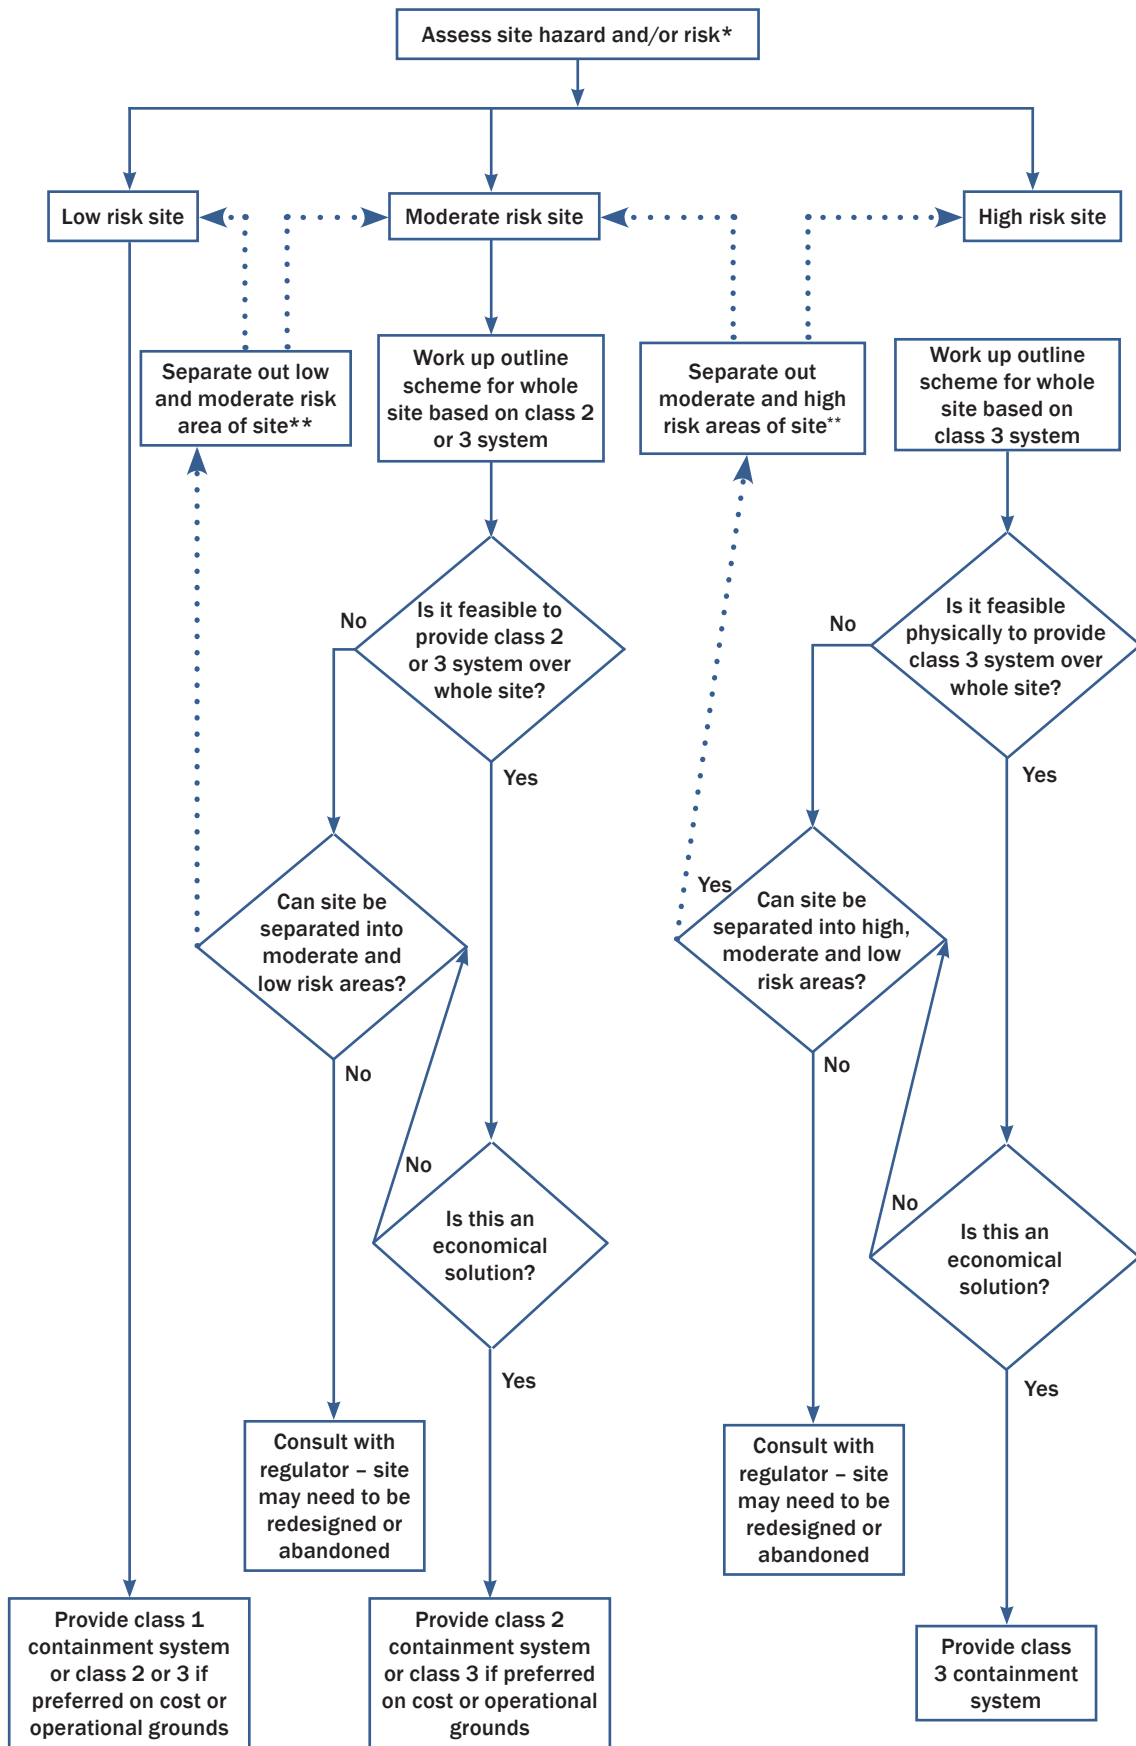 Assess site hazard and/or risk*
Low risk site
Moderate risk site
High risk site
Separate out low
and moderate risk
area of site**
Work up outline
scheme for whole
site based on class 2
or 3 system
Separate out
moderate and high
risk areas of site**
Work up outline
scheme for whole
site based on
class 3 system
No
Is it feasible to
provide class 2
or 3 system over
whole site?
Yes
No
Is it feasible
physically to provide
class 3 system over
whole site?
Yes
Can site be
separated into
moderate and
low risk areas?
No
Yes
Can site be
separated into high,
moderate and low
risk areas?
No
No
Is this an
economical
solution?
Yes
No
Is this an
economical
solution?
Yes
Consult with
regulator – site
may need to be
redesigned or
abandoned
Consult with
regulator – site
may need to be
redesigned or
abandoned
Provide class 1
containment system
or class 2 or 3 if
preferred on cost or
operational grounds
Provide class 2
containment system
or class 3 if preferred
on cost or operational
grounds
Provide class
3 containment
system